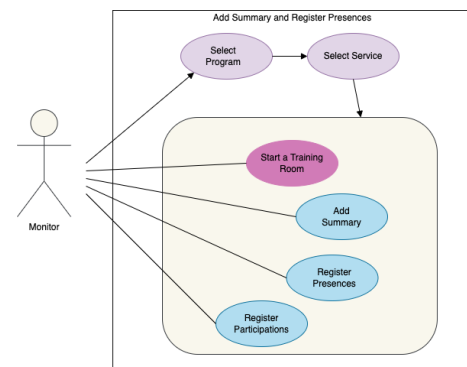 Add Summary and Register Presences
Select
Program
Select Service
Start a Training
Room
Add
Summary
Monitor
Register
Presences
Register
Participations